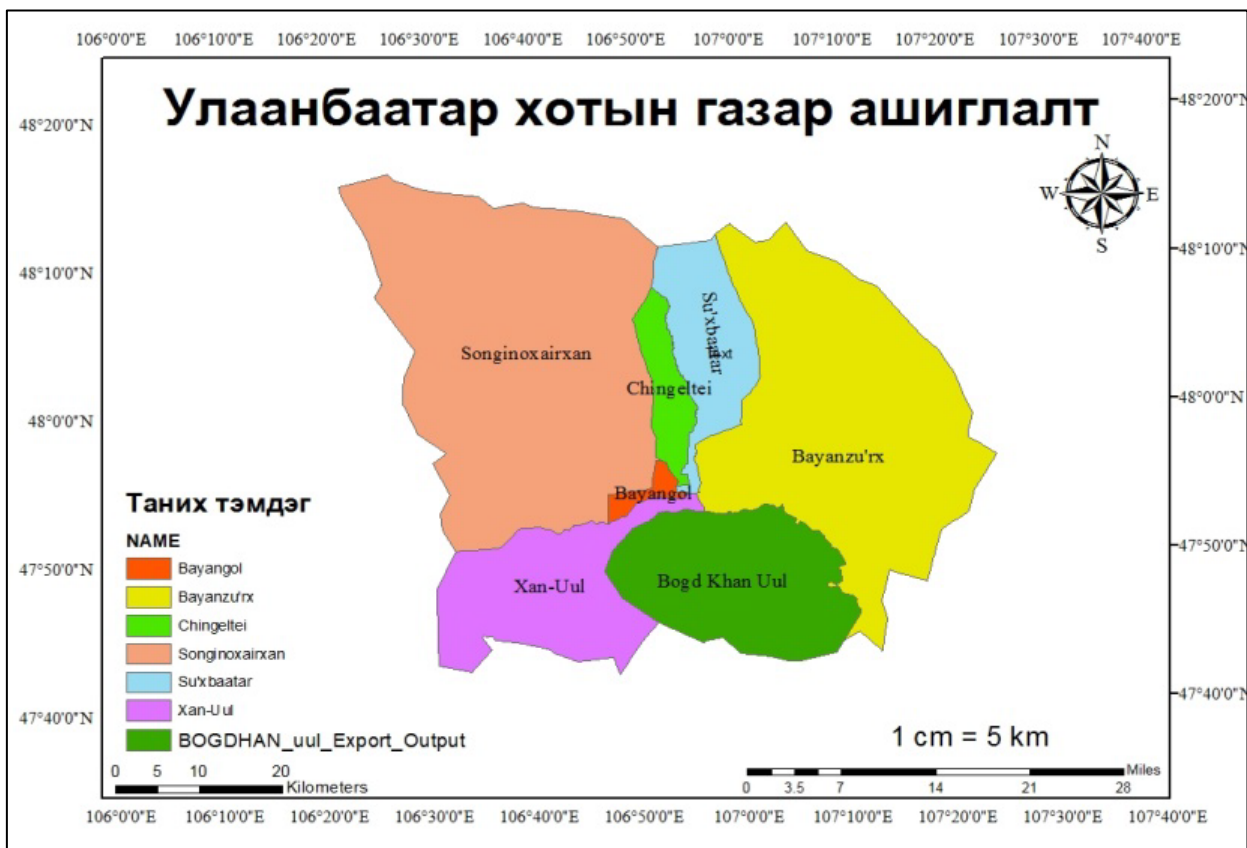 106°0'0"E 106°10'0"E 106°20'0"E 106°30'0"E 106°40'0"E 106°50'0"E 107°0'0"E 107°10'0"E 107°20'0"E 107°30'0"E 107°40'0"E
Улаанбаатар хотын газар ашиглалт
48°20'0"N
48°20'0"N
N
W E
S
48°10'0"N
48°10'0"N
Songinoxairxan
Su'xbaatar
Chingeltei
48°0'0"N
48°0'0"N
Bayanzu'rx
Bayangol
47°50'0"N
47°50'0"N
Xan-Uul
Bogd Khan Uul
47°40'0"N
47°40'0"N
Таних тэмдэг
NAME
Bayangol
Bayanzu'rx
Chingeltei
Songinoxairxan
Su'xbaatar
Xan-Uul
BOGDHAN_uul_Export_Output
0 5 10 20
Kilometers
1 cm = 5 km
Miles
0 3.5 7 14 21 28
106°0'0"E 106°10'0"E 106°20'0"E 106°30'0"E 106°40'0"E 106°50'0"E 107°0'0"E 107°10'0"E 107°20'0"E 107°30'0"E 107°40'0"E